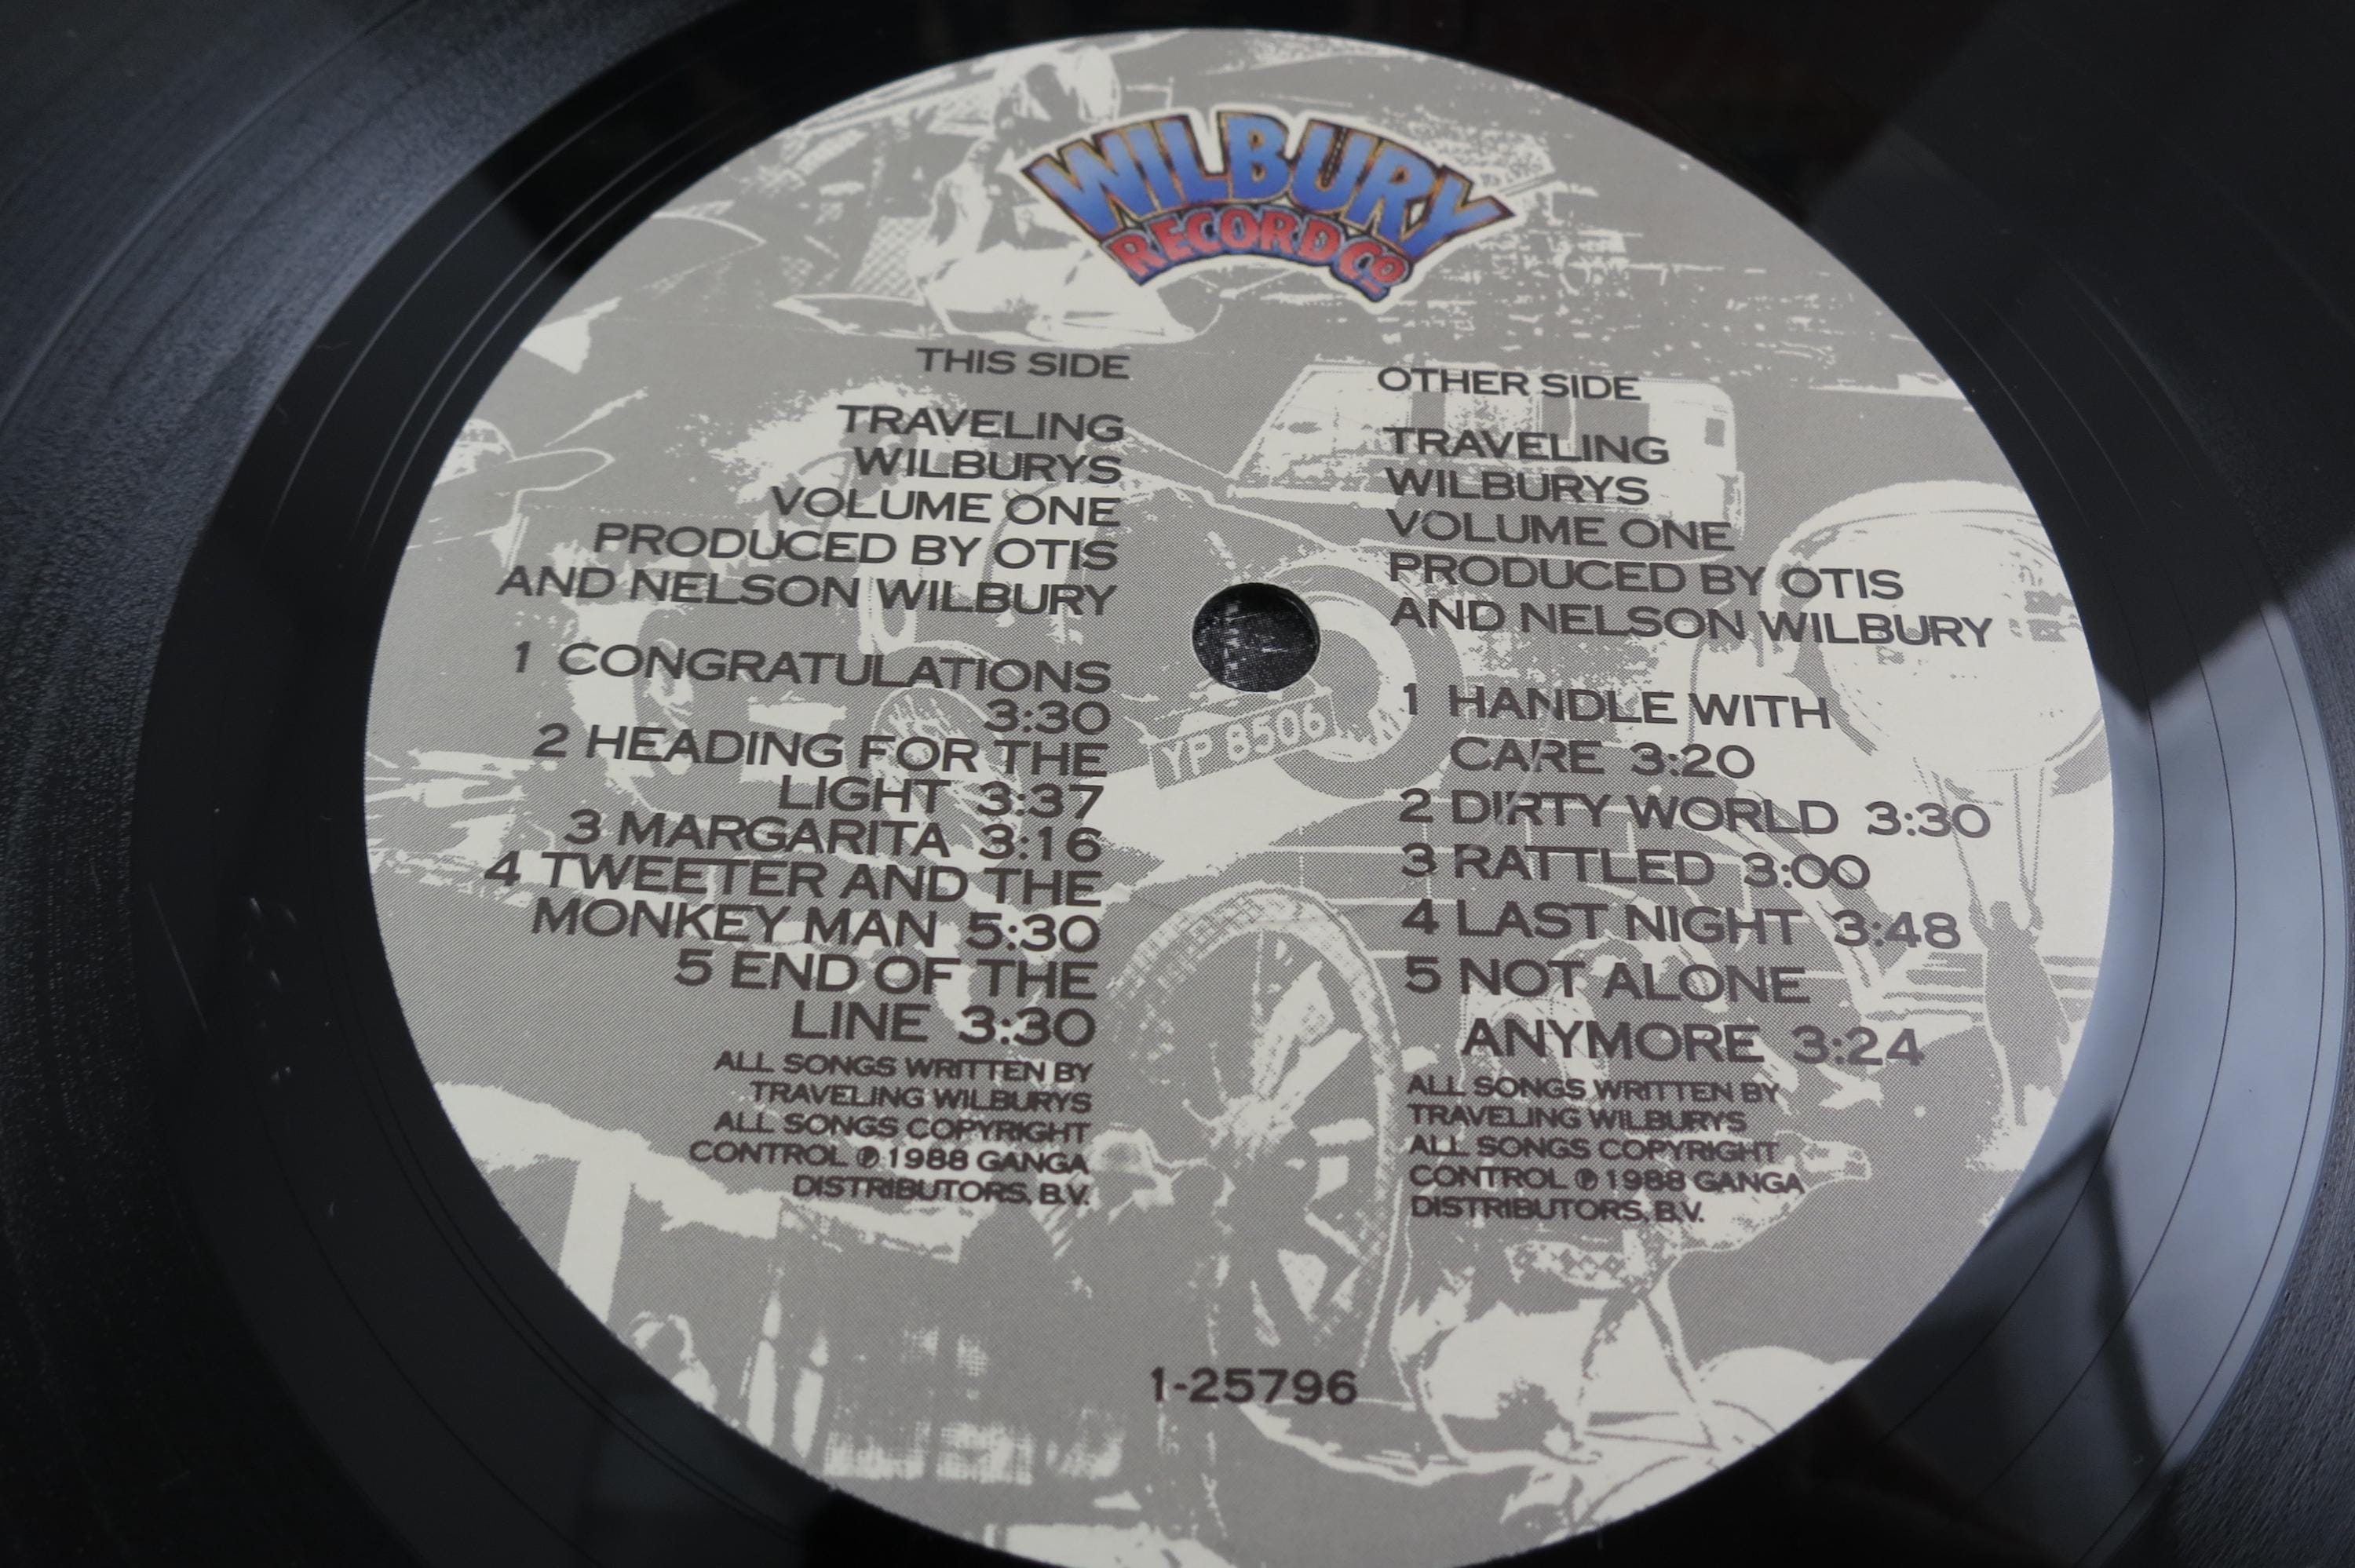 WILBURY
RECORD CO
THIS SIDE
TRAVELING
WILBURYS
VOLUME ONE
PRODUCED BY OTIS
AND NELSON WILBURY
1 CONGRATULATIONS
3:30
2 HEADING FOR THE
LIGHT 3:37
3 MARGARITA 3:16
4 TWEETER AND THE
MONKEY MAN 5:30
5 END OF THE
LINE 3:30
ALL SONGS WRITTEN BY
TRAVELING WILBURYS
ALL SONGS COPYRIGHT
CONTROL ℗ 1988 GANGA
DISTRIBUTORS, B.V.
OTHER SIDE
TRAVELING
WILBURYS
VOLUME ONE
PRODUCED BY OTIS
AND NELSON WILBURY
1 HANDLE WITH
CARE 3:20
2 DIRTY WORLD 3:30
3 RATTLED 3:00
4 LAST NIGHT 3:48
5 NOT ALONE
ANYMORE 3:24
ALL SONGS WRITTEN BY
TRAVELING WILBURYS
ALL SONGS COPYRIGHT
CONTROL ℗ 1988 GANGA
DISTRIBUTORS, B.V.
YP 8506
1-25796